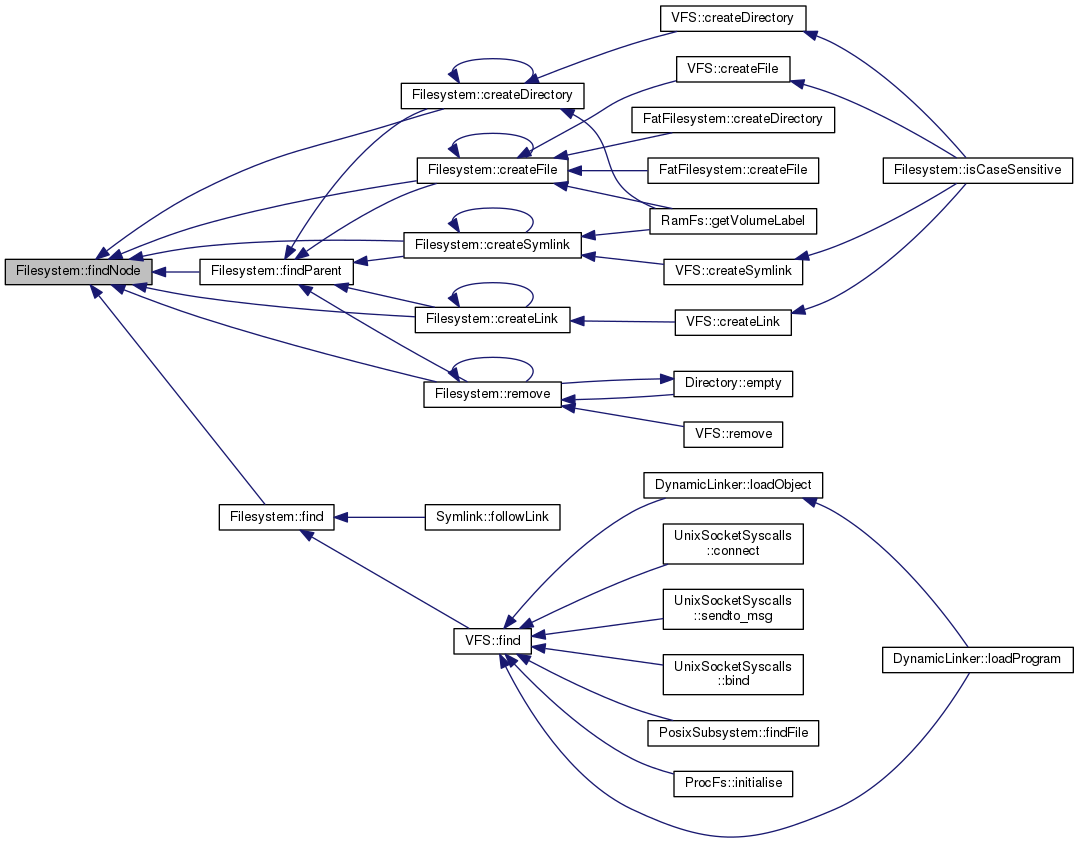 VFS::createDirectory
VFS::createFile
Filesystem::createDirectory
FatFilesystem::createDirectory
Filesystem::createFile
FatFilesystem::createFile
Filesystem::isCaseSensitive
RamFs::getVolumeLabel
Filesystem::createSymlink
Filesystem::findNode
Filesystem::findParent
VFS::createSymlink
Filesystem::createLink
VFS::createLink
Directory::empty
Filesystem::remove
VFS::remove
DynamicLinker::loadObject
Filesystem::find
Symlink::followLink
UnixSocketSyscalls
::connect
UnixSocketSyscalls
::sendto_msg
VFS::find
UnixSocketSyscalls
::bind
DynamicLinker::loadProgram
PosixSubsystem::findFile
ProcFs::initialise